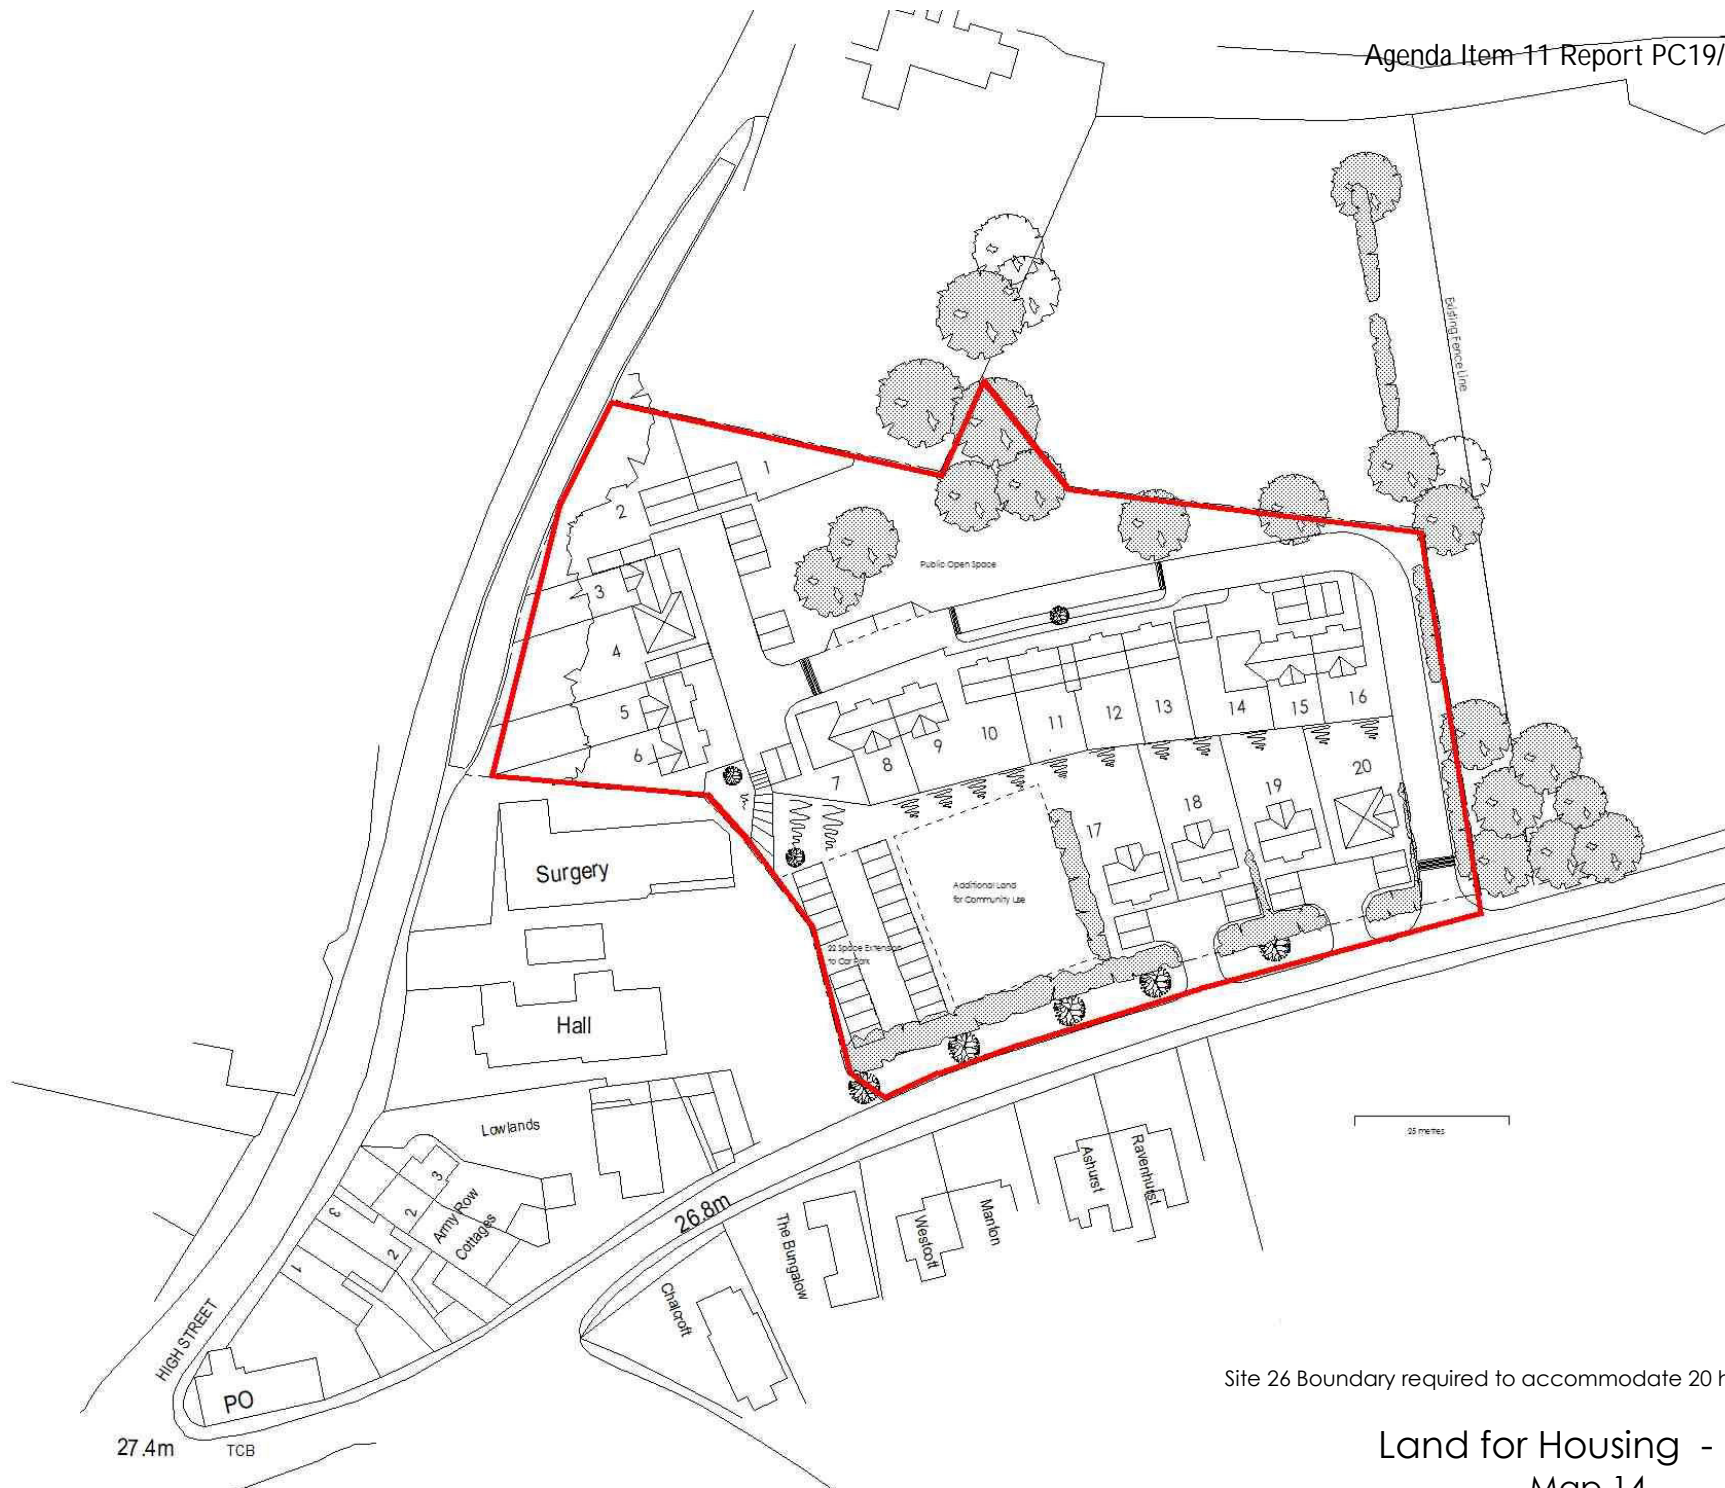 Agenda Item 11 Report PC19/
Existing Fence Line
1
2
3
4
5
6
Public Open Space
7
8
9
10
11
12
13
14
15
16
17
18
19
20
Additional Land
for Community Use
22 Space Extension
to Car Park
Surgery
Hall
Lowlands
25 metres
3
2
Army Row
Cottages
3
2
1
26.8m
The Bungalow
Westcott
Manton
Ashurst
Ravenhurst
Chalcroft
HIGH STREET
PO
27.4m
TCB
Site 26 Boundary required to accommodate 20 h
Land for Housing -
Map 14